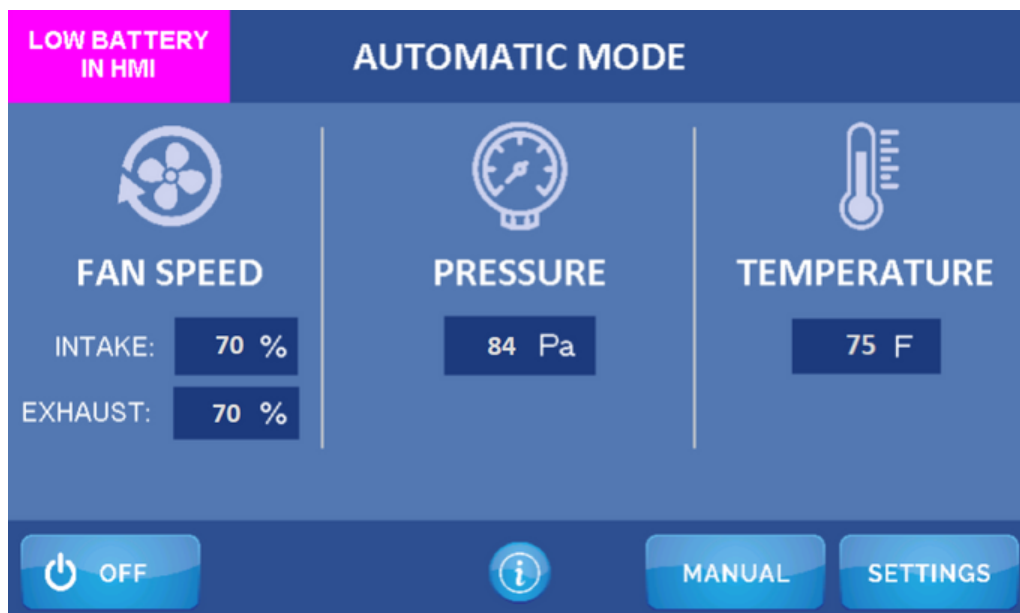 LOW BATTERY
IN HMI
AUTOMATIC MODE
FAN SPEED
INTAKE: 70 %
EXHAUST: 70 %
PRESSURE
84 Pa
TEMPERATURE
75 F
OFF
i
MANUAL
SETTINGS